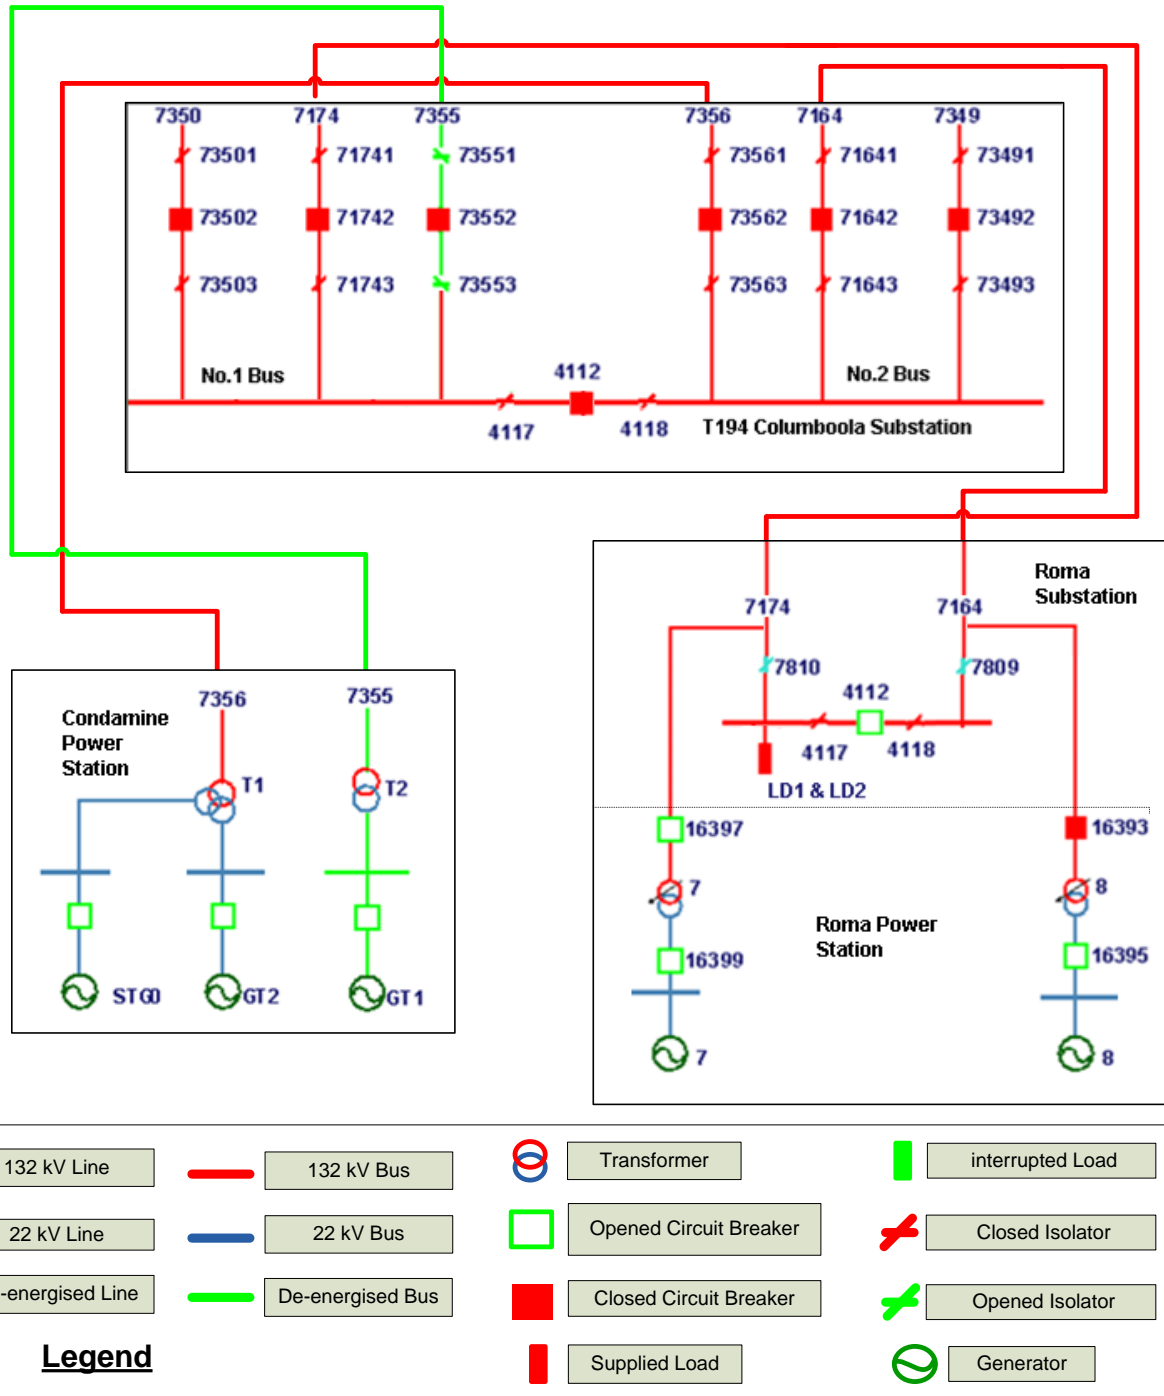 7350 7174 7355 7356 7164 7349
73501 71741 73551 73561 71641 73491
73502 71742 73552 73562 71642 73492
73503 71743 73553 73563 71643 73493
No.1 Bus 4112 No.2 Bus
4117 4118 T194 Columboola Substation
Roma
Substation
7174 7164
7810 7809
4112
4117 4118
LD1 & LD2
7356 7355
Condamine
Power
Station
T1 T2
STG0 GT2 GT1
16397 16393
7 8
Roma Power
Station
16399 16395
7 8
132 kV Line 132 kV Bus Transformer interrupted Load
22 kV Line 22 kV Bus Opened Circuit Breaker Closed Isolator
-energised Line De-energised Bus Closed Circuit Breaker Opened Isolator
Legend Supplied Load Generator